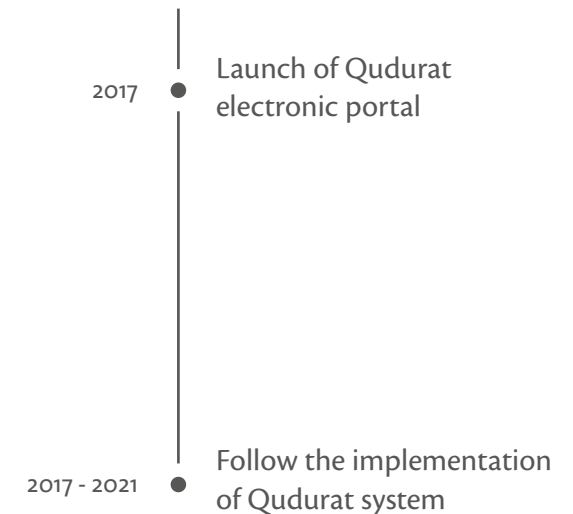 2017
Launch of Qudurat
electronic portal
2017 - 2021
Follow the implementation
of Qudurat system